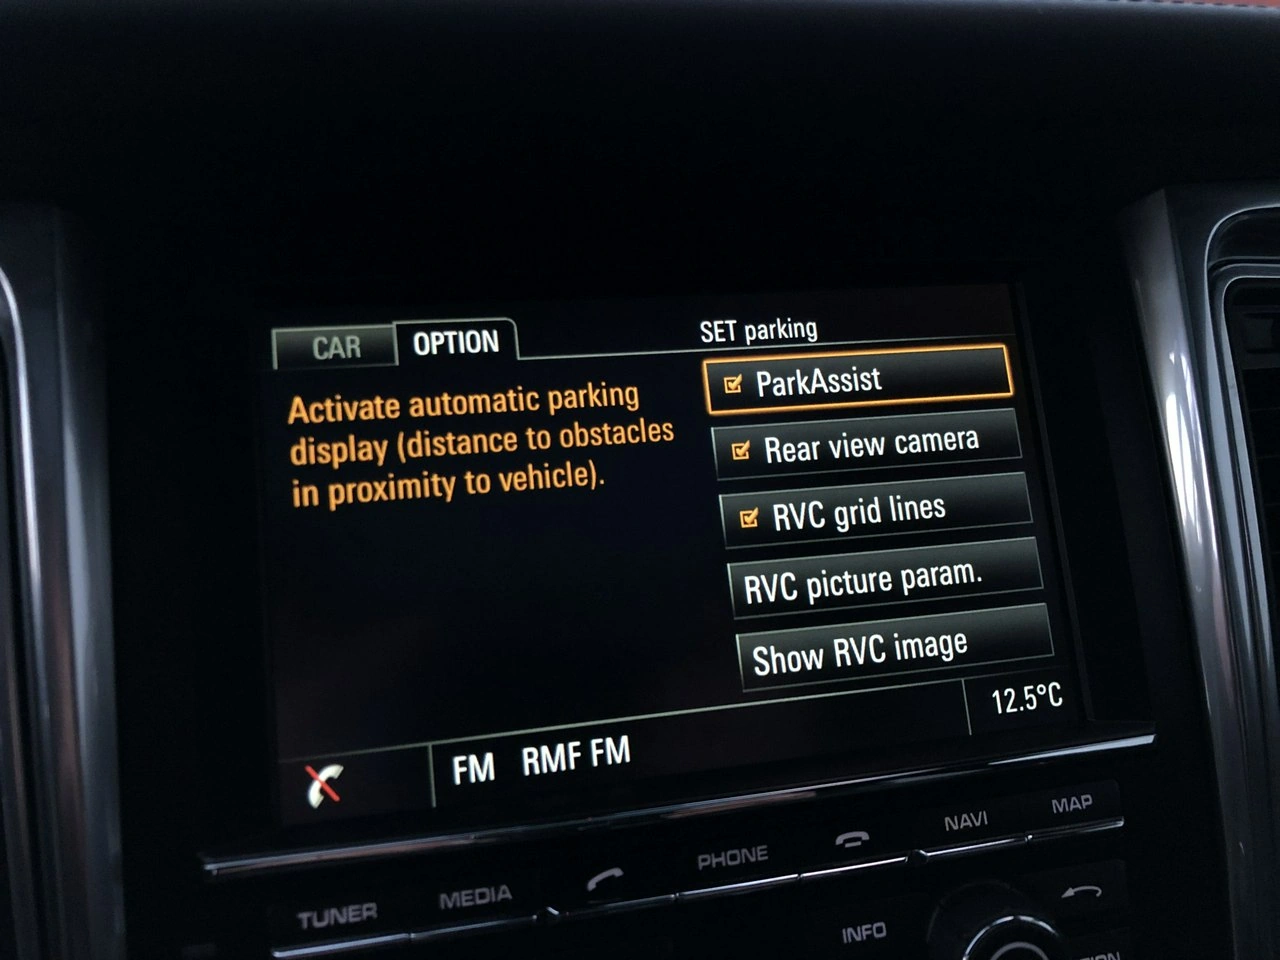 CAR
OPTION
SET parking
Activate automatic parking
display (distance to obstacles
in proximity to vehicle).
ParkAssist
Rear view camera
RVC grid lines
RVC picture param.
Show RVC image
FM RMF FM
12.5°C
TUNER
MEDIA
PHONE
NAVI
MAP
INFO